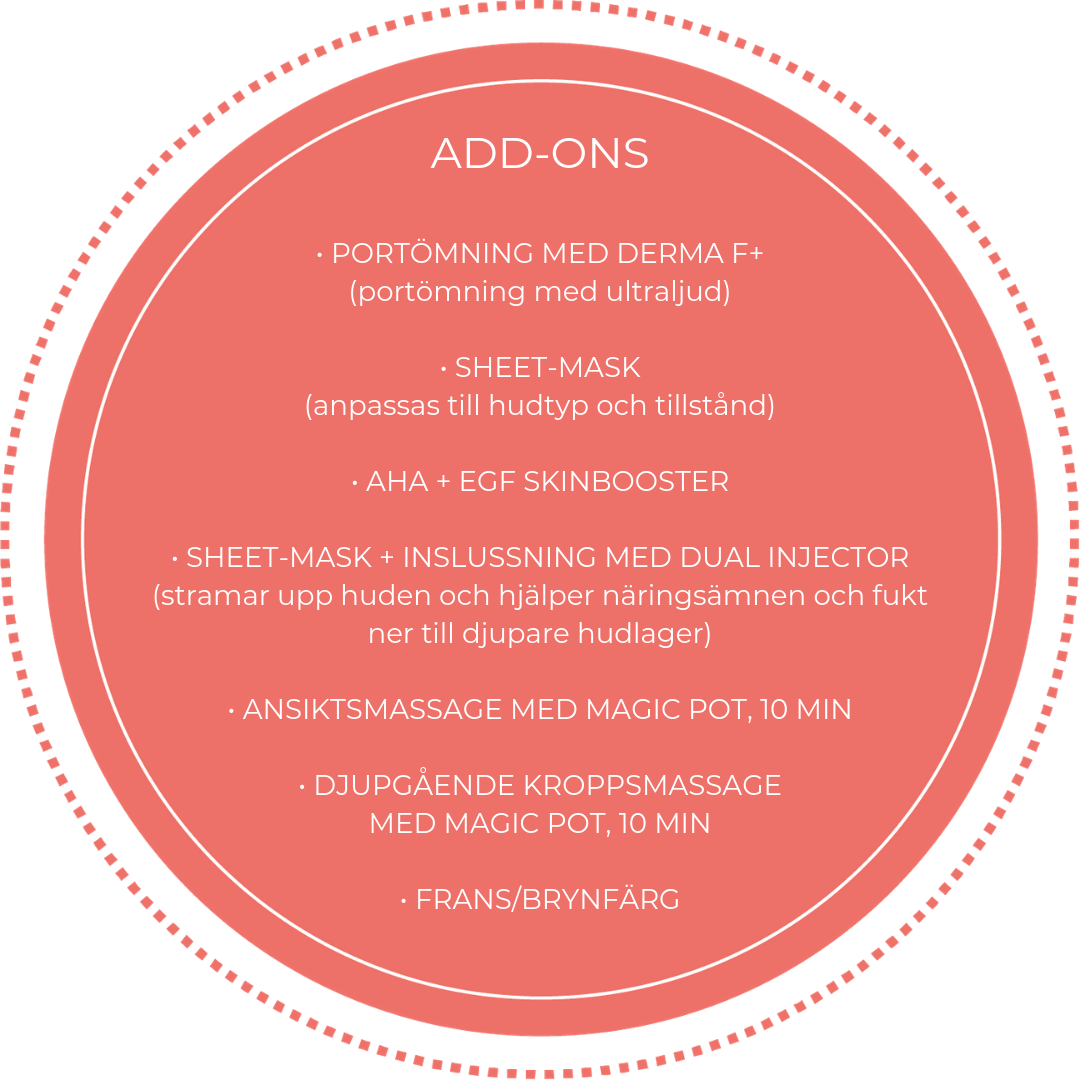 ADD-ONS
• PORTÖMNING MED DERMA F+
(portömning med ultraljud)
• SHEET-MASK
(anpassas till hudtyp och tillstånd)
• AHA + EGF SKINBOOSTER
• SHEET-MASK + INSLUSSNING MED DUAL INJECTOR
(stramar upp huden och hjälper näringsämnen och fukt
ner till djupare hudlager)
• ANSIKTSMASSAGE MED MAGIC POT, 10 MIN
• DJUPGÅENDE KROPPSMASSAGE
MED MAGIC POT, 10 MIN
• FRANS/BRYNFÄRG